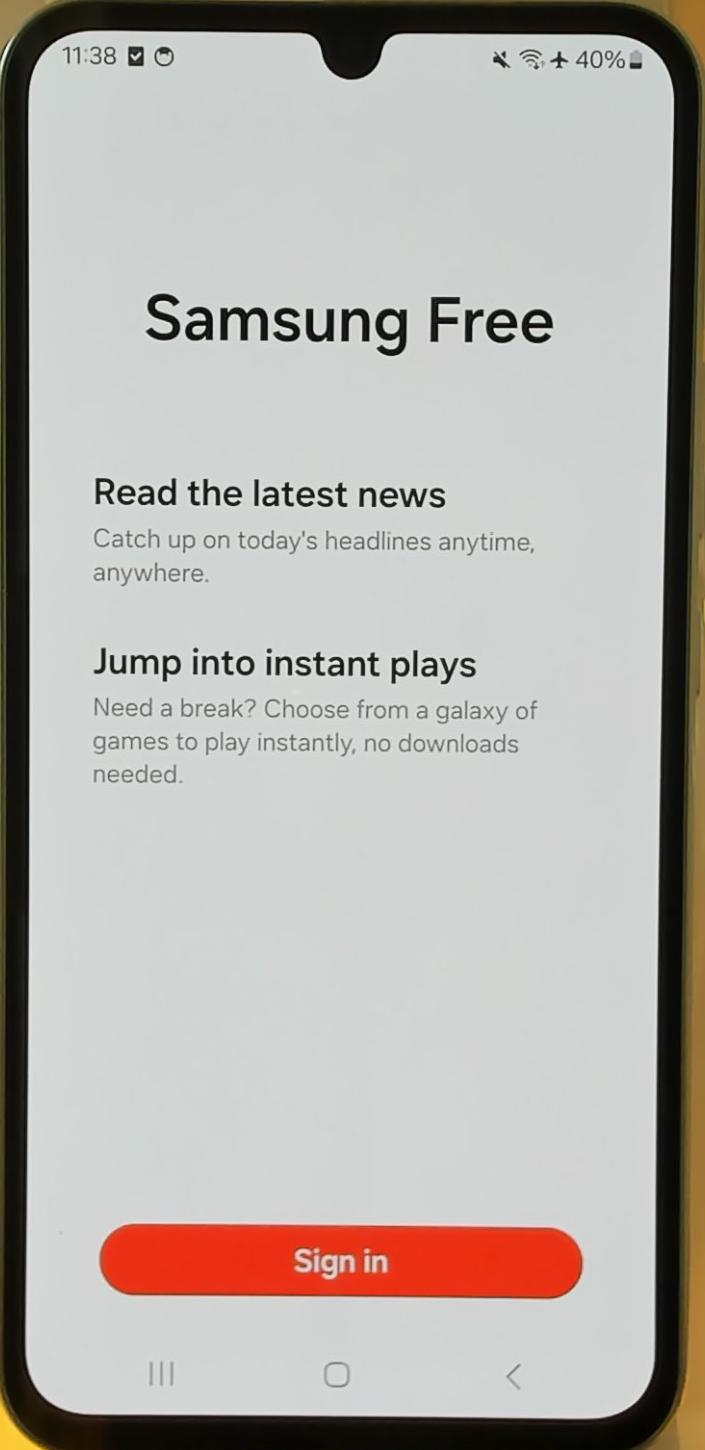 11:38
40%
Samsung Free
Read the latest news
Catch up on today's headlines anytime,
anywhere.
Jump into instant plays
Need a break? Choose from a galaxy of
games to play instantly, no downloads
needed.
Sign in